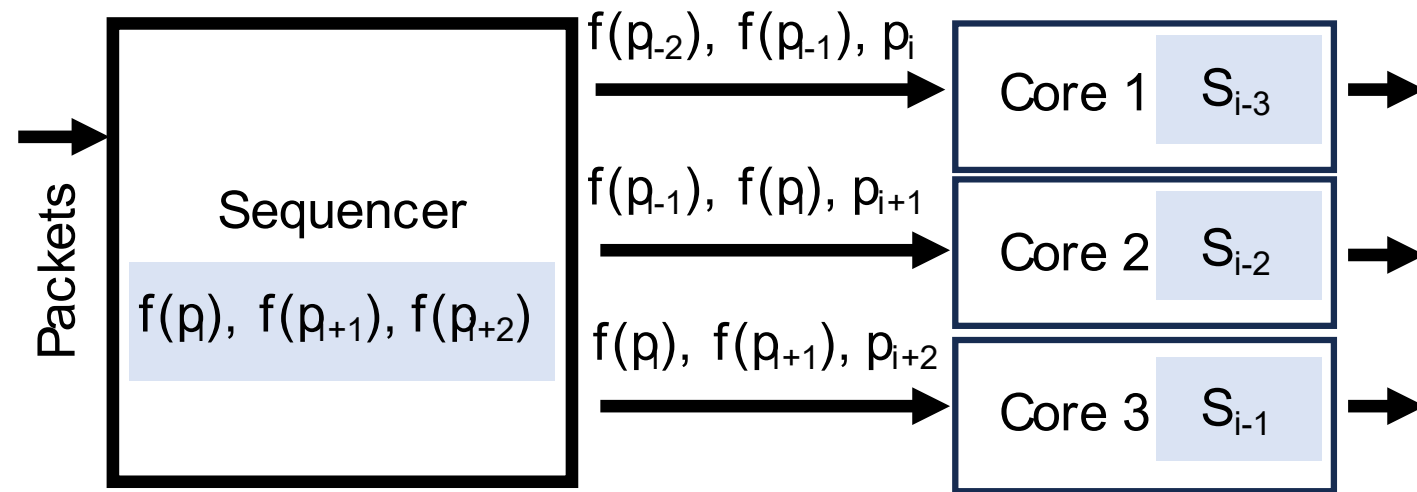 f(pᵢ₋₂), f(pᵢ₋₁), pᵢ
Core 1 Sᵢ₋₃
Packets
Sequencer
f(pᵢ), f(pᵢ₊₁), f(pᵢ₊₂)
f(pᵢ₋₁), f(pᵢ), pᵢ₊₁
Core 2 Sᵢ₋₂
f(pᵢ), f(pᵢ₊₁), pᵢ₊₂
Core 3 Sᵢ₋₁